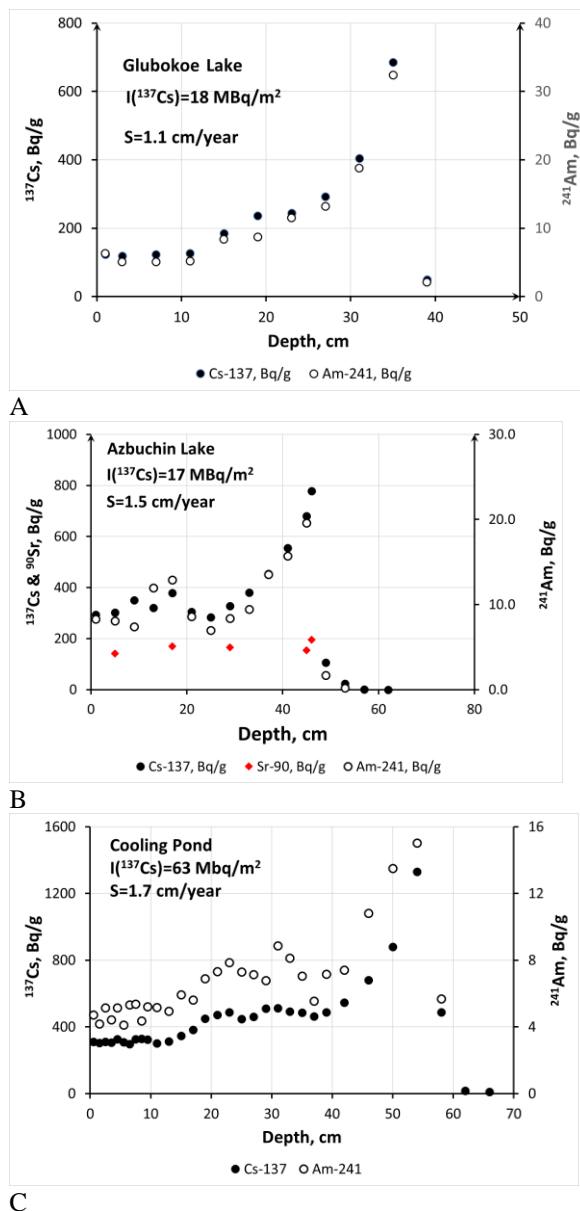 800
40
Glubokoe Lake
I(¹³⁷Cs)=18 MBq/m²
S=1.1 cm/year
600
30
400
20
200
10
0
0
¹³⁷Cs, Bq/g
²⁴¹Am, Bq/g
0 10 20 30 40 50
Depth, cm
Cs-137, Bq/g Am-241, Bq/g
A
1000
30.0
Azbuchin Lake
I(¹³⁷Cs)=17 MBq/m²
S=1.5 cm/year
800
20.0
600
400
10.0
200
0
0.0
¹³⁷Cs & ⁹⁰Sr, Bq/g
²⁴¹Am, Bq/g
0 20 40 60 80
Depth, cm
Cs-137, Bq/g Sr-90, Bq/g Am-241, Bq/g
B
1600
16
Cooling Pond
I(¹³⁷Cs)=63 Mbq/m²
S=1.7 cm/year
1200
12
800
8
400
4
0
0
¹³⁷Cs, Bq/g
²⁴¹Am, Bq/g
0 10 20 30 40 50 60 70
Depth, cm
Cs-137 Am-241
C